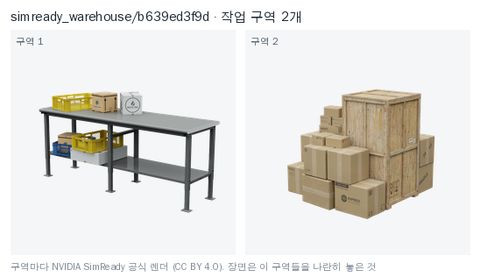 simready_warehouse/b639ed3f9d · 작업 구역 2개
구역 1
구역 2
구역마다 NVIDIA SimReady 공식 렌더 (CC BY 4.0). 장면은 이 구역들을 나란히 놓은 것